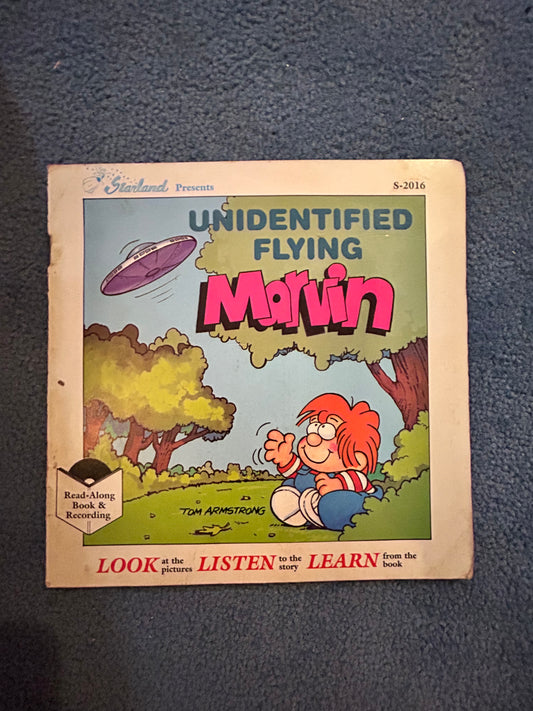 Starland Presents S-2016
UNIDENTIFIED
FLYING
Marvin
TOM ARMSTRONG
Read-Along
Book &
Recording
LOOK at the pictures LISTEN to the story LEARN from the book